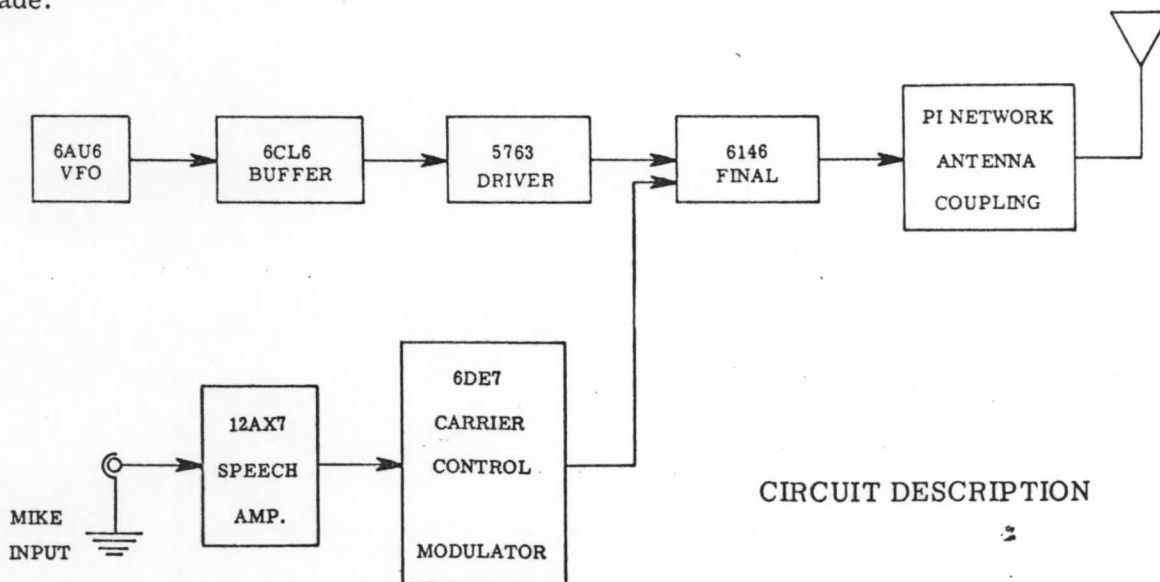 ade.
6AU6
VFO
6CL6
BUFFER
5763
DRIVER
6146
FINAL
PI NETWORK
ANTENNA
COUPLING
MIKE
INPUT
12AX7
SPEECH
AMP.
6DE7
CARRIER
CONTROL
MODULATOR
CIRCUIT DESCRIPTION